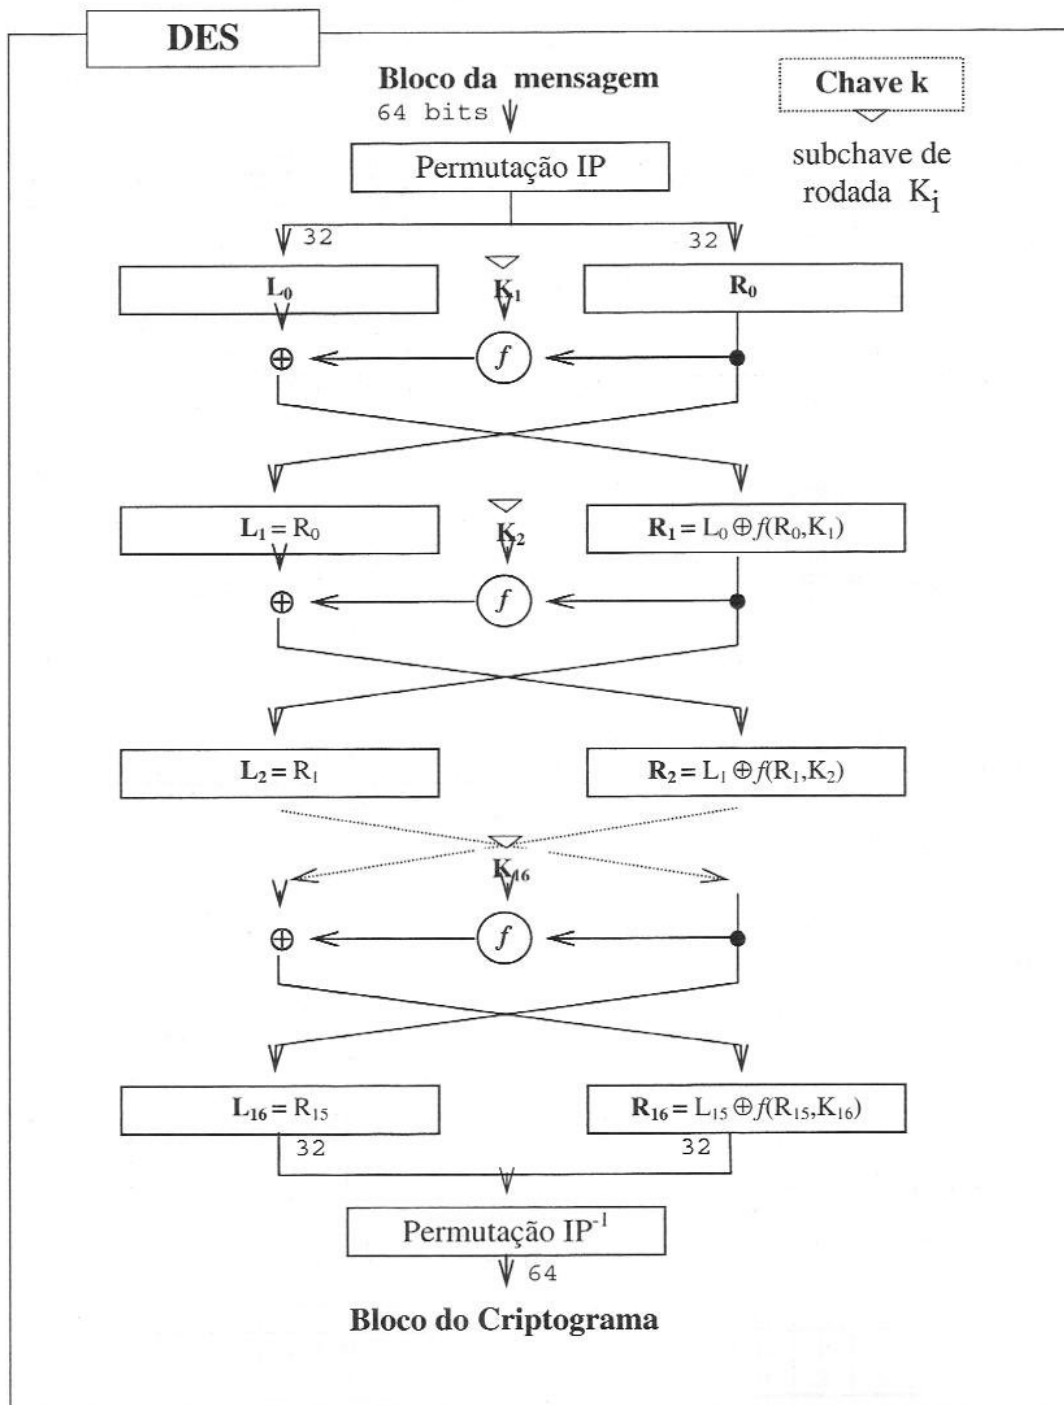 DES
Bloco da mensagem
Chave k
64 bits
Permutação IP
subchave de
rodada K_i
32
32
L₀
K₁
R₀
⊕
f
L₁ = R₀
K₂
R₁ = L₀ ⊕ f(R₀,K₁)
⊕
f
L₂ = R₁
R₂ = L₁ ⊕ f(R₁,K₂)
K₁₆
⊕
f
L₁₆ = R₁₅
R₁₆ = L₁₅ ⊕ f(R₁₅,K₁₆)
32
32
Permutação IP⁻¹
64
Bloco do Criptograma